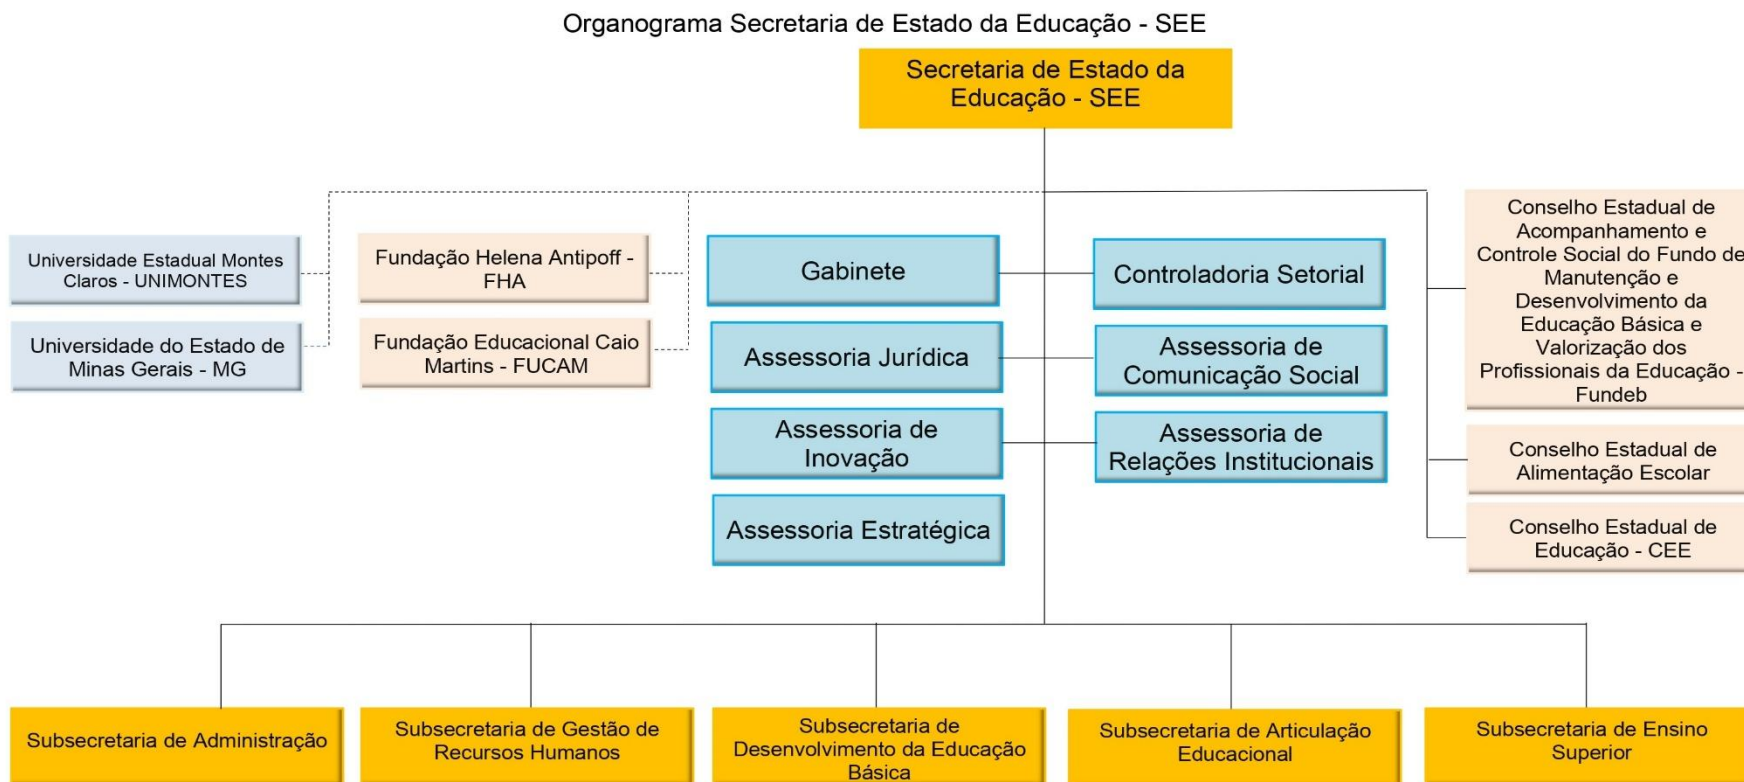 Organograma Secretaria de Estado da Educação - SEE
Secretaria de Estado da
Educação - SEE
Universidade Estadual Montes
Claros - UNIMONTES
Universidade do Estado de
Minas Gerais - MG
Fundação Helena Antipoff -
FHA
Fundação Educacional Caio
Martins - FUCAM
Gabinete
Controladoria Setorial
Assessoria Jurídica
Assessoria de
Comunicação Social
Assessoria de
Inovação
Assessoria de
Relações Institucionais
Assessoria Estratégica
Conselho Estadual de
Acompanhamento e
Controle Social do Fundo de
Manutenção e
Desenvolvimento da
Educação Básica e
Valorização dos
Profissionais da Educação -
Fundeb
Conselho Estadual de
Alimentação Escolar
Conselho Estadual de
Educação - CEE
Subsecretaria de Administração
Subsecretaria de Gestão de
Recursos Humanos
Subsecretaria de
Desenvolvimento da Educação
Básica
Subsecretaria de Articulação
Educacional
Subsecretaria de Ensino
Superior